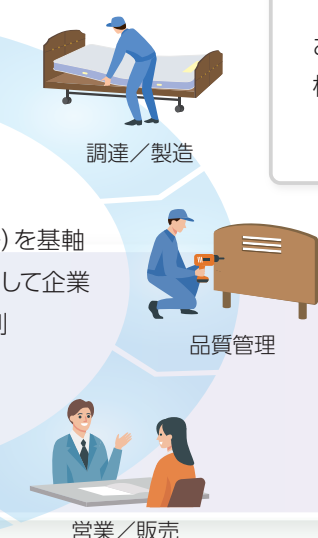 調達／製造
)を基軸
して企業
品質管理
営業／販売